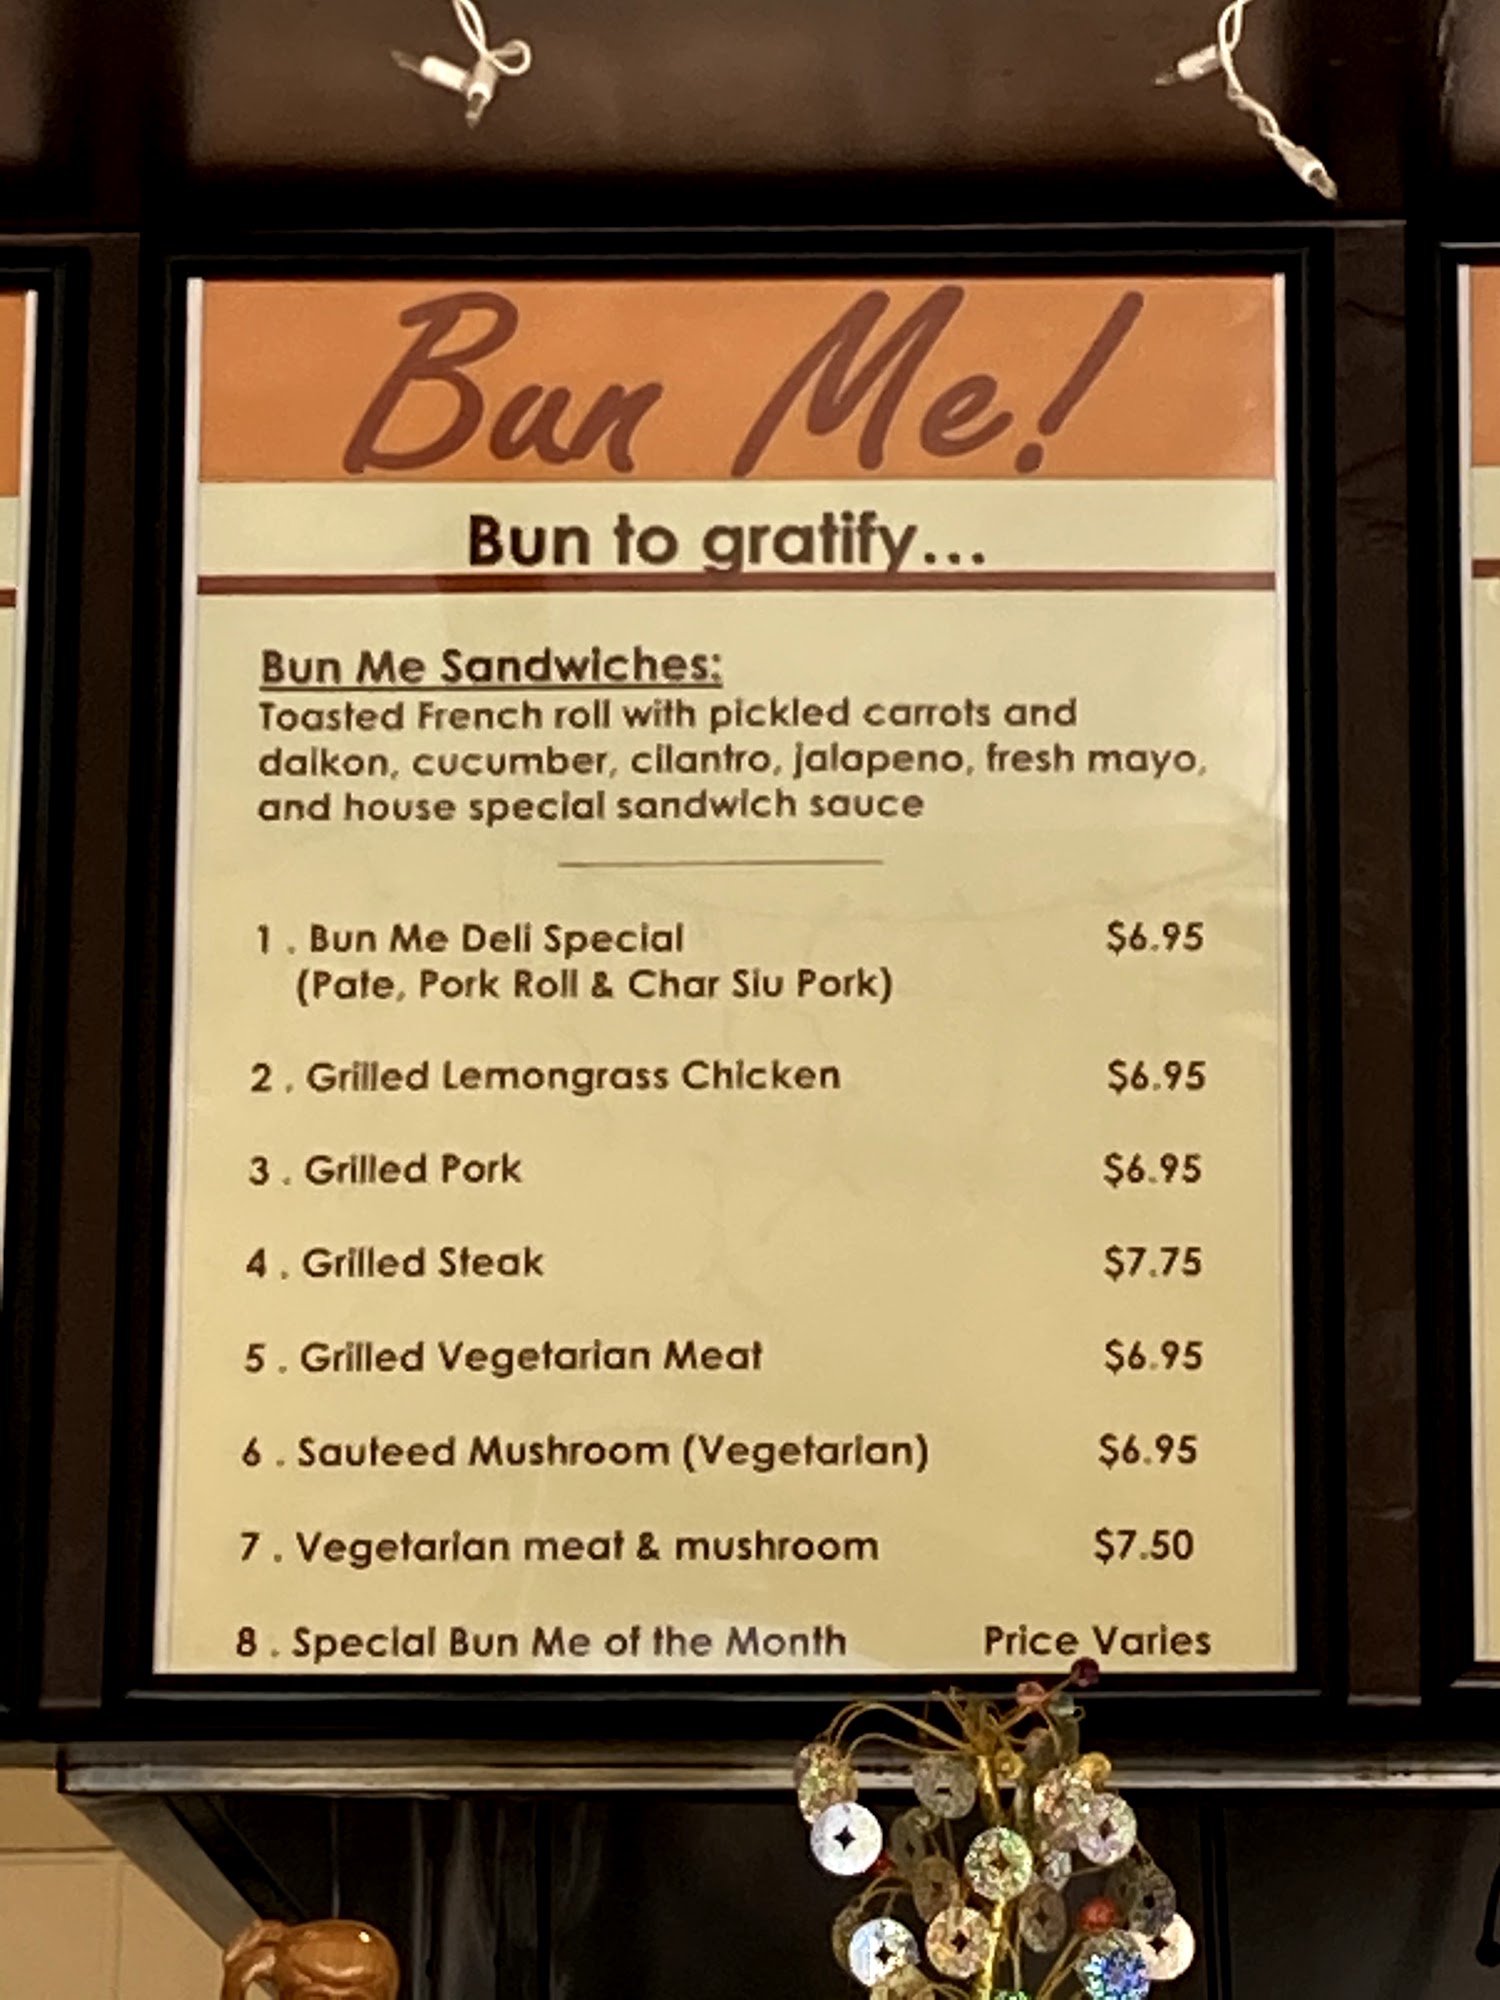 Bun Me!
Bun to gratify...
Bun Me Sandwiches:
Toasted French roll with pickled carrots and
daikon, cucumber, cilantro, jalapeno, fresh mayo,
and house special sandwich sauce
1 . Bun Me Deli Special $6.95
(Pate, Pork Roll & Char Siu Pork)
2 . Grilled Lemongrass Chicken $6.95
3 . Grilled Pork $6.95
4 . Grilled Steak $7.75
5 . Grilled Vegetarian Meat $6.95
6 . Sauteed Mushroom (Vegetarian) $6.95
7 . Vegetarian meat & mushroom $7.50
8 . Special Bun Me of the Month Price Varies